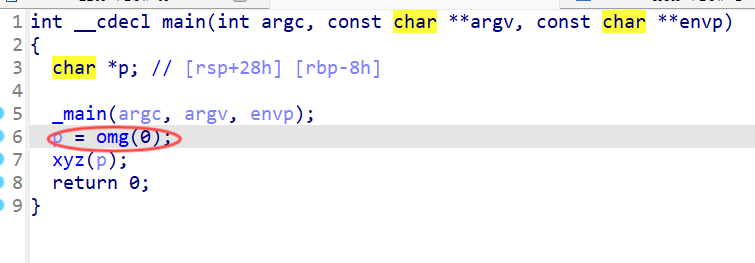 1 int __cdecl main(int argc, const char **argv, const char **envp)
2 {
3   char *p; // [rsp+28h] [rbp-8h]
4
5   _main(argc, argv, envp);
6   p = omg(0);
7   xyz(p);
8   return 0;
9 }